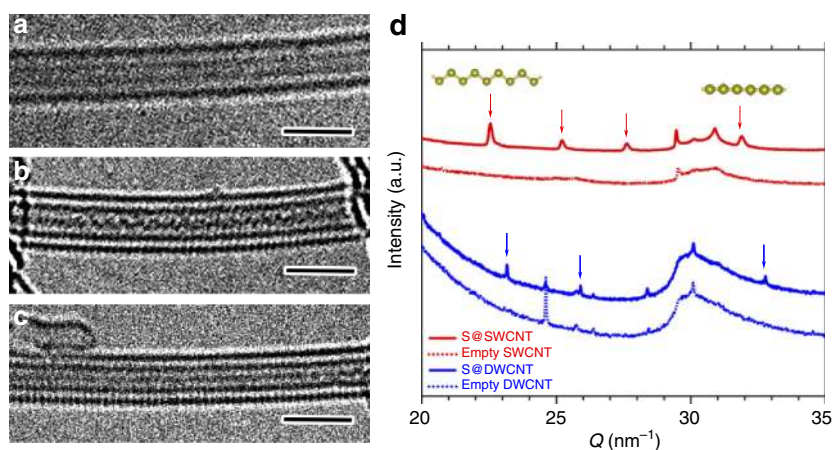 a
b
c
d
Intensity (a.u.)
S@SWCNT
Empty SWCNT
S@DWCNT
Empty DWCNT
20 25 30 35
Q (nm⁻¹)